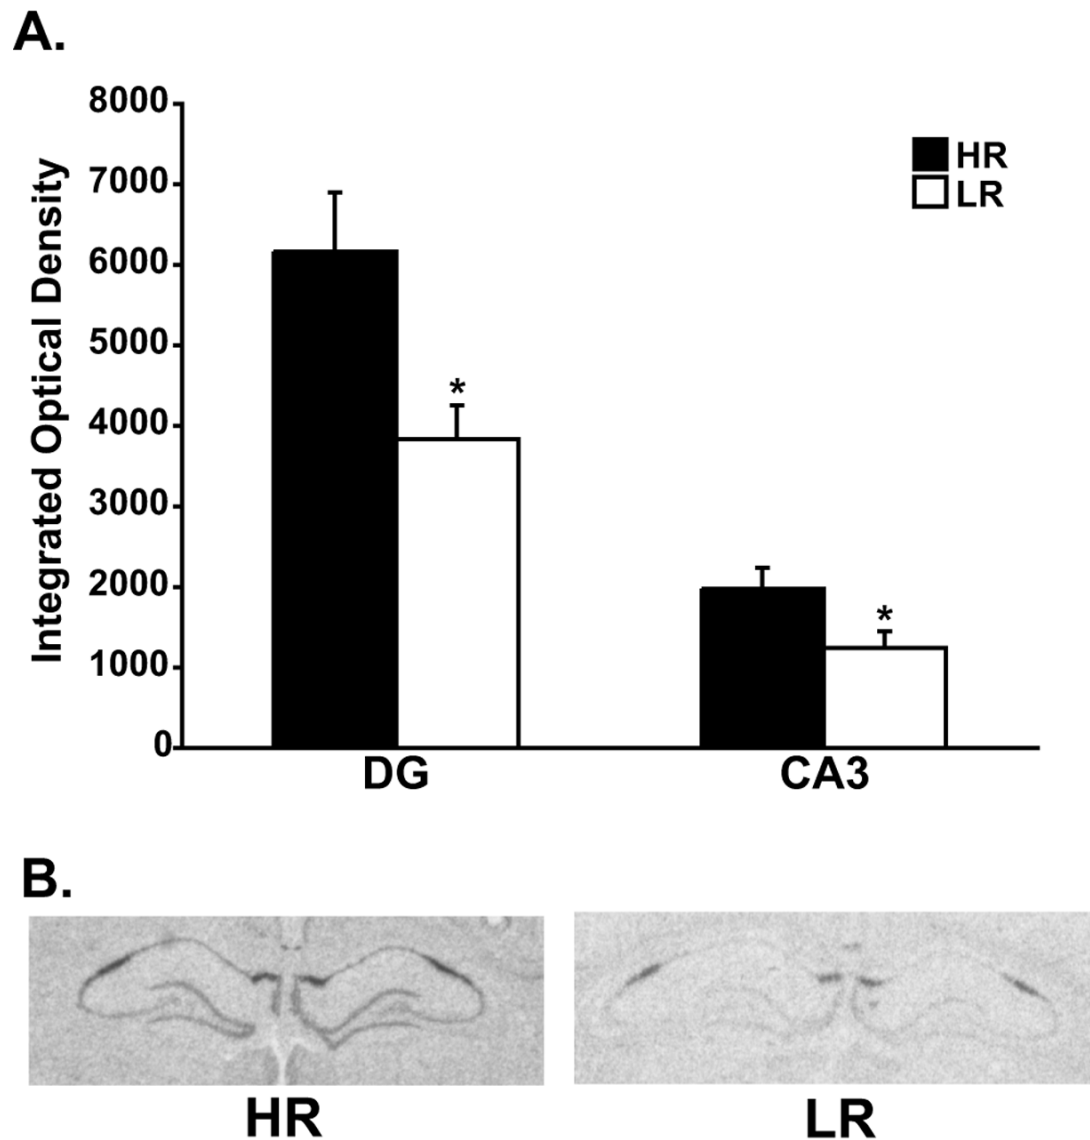 A.
8000
7000
6000
5000
4000
3000
2000
1000
0
Integrated Optical Density
HR
LR
*
*
DG
CA3
B.
HR
LR